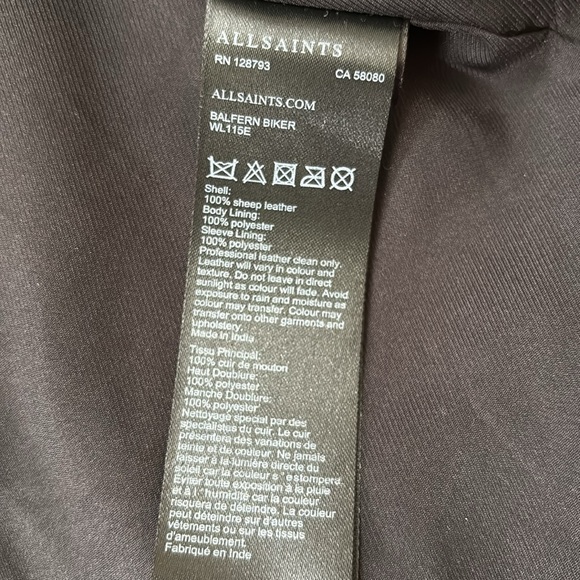 ALLSAINTS
RN 128793 CA 58080
ALLSAINTS.COM
BALFERN BIKER
WL115E
Shell:
100% sheep leather
Body Lining:
100% polyester
Sleeve Lining:
100% polyester
Professional leather clean only.
Leather will vary in colour and
texture. Do not leave in direct
sunlight as colour will fade. Avoid
exposure to rain and moisture as
colour may transfer. Colour may
transfer onto other garments and
upholstery.
Made in India
Tissu Principal:
100% cuir de mouton
Haut Doublure:
100% polyester
Manche Doublure:
100% polyester
Nettoyage special par des
specialistes du cuir. Le cuir
présentera des variations de
teinte et de couleur. Ne jamais
laisser à la lumière directe du
soleil car la couleur s "estompera.
Eviter toute exposition à la pluie
et à l "humidité car la couleur
risquera de déteindre. La couleur
peut déteindre sur d'autres
vêtements ou sur les tissus
d'ameublement.
Fabriqué en Inde